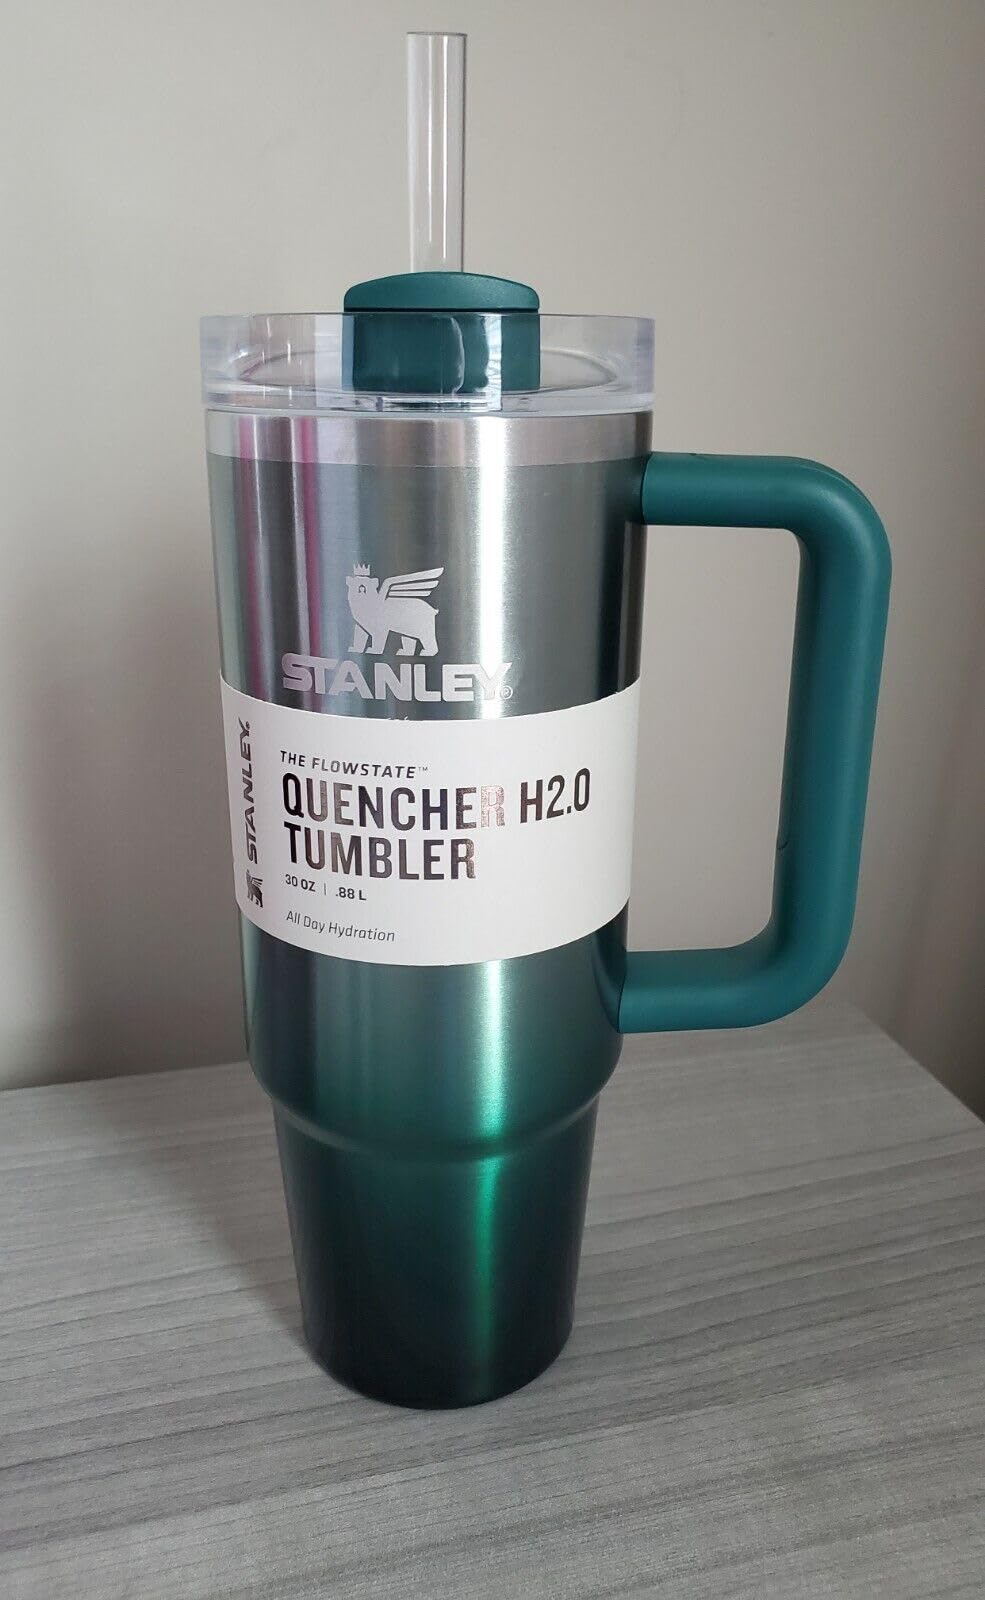 STANLEY®
STANLEY®
THE FLOWSTATE™
QUENCHER H2.0
TUMBLER
30 OZ | .88 L
All Day Hydration